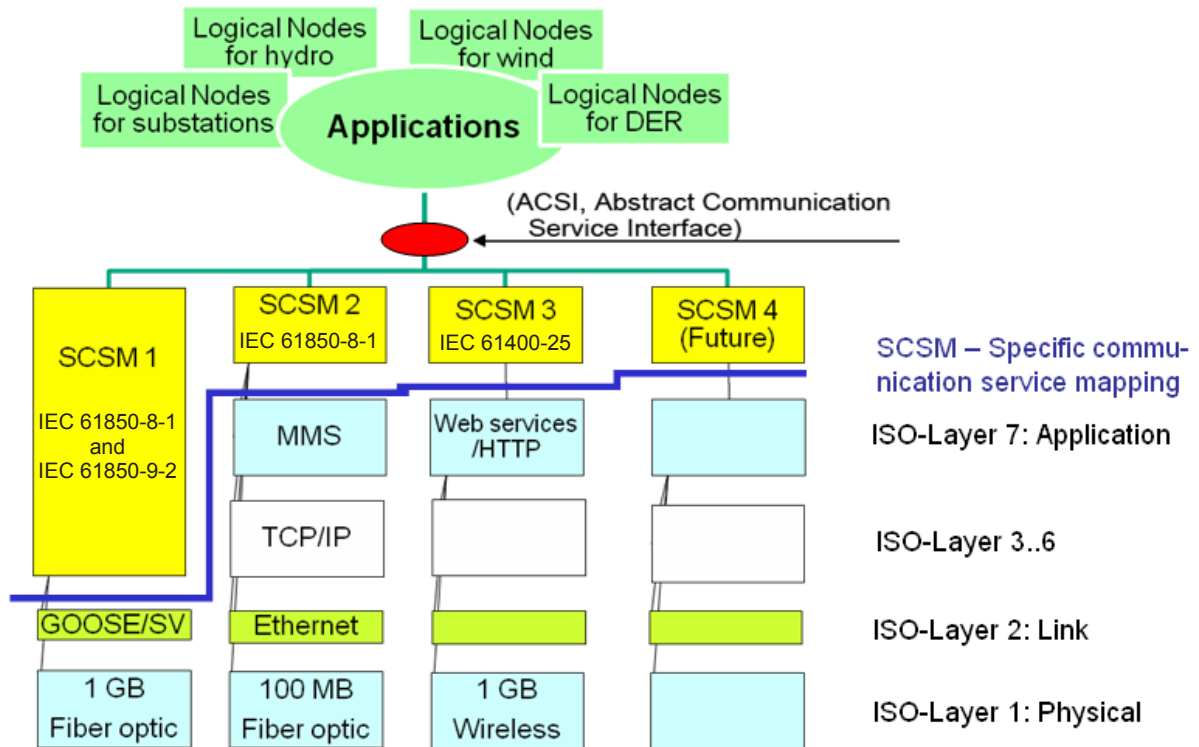 Logical Nodes
for hydro
Logical Nodes
for wind
Logical Nodes
for substations
Logical Nodes
for DER
Applications
(ACSI, Abstract Communication
Service Interface)
SCSM 1
IEC 61850-8-1
and
IEC 61850-9-2
SCSM 2
IEC 61850-8-1
SCSM 3
IEC 61400-25
SCSM 4
(Future)
SCSM – Specific commu-
nication service mapping
MMS
Web services
/HTTP
ISO-Layer 7: Application
TCP/IP
ISO-Layer 3..6
GOOSE/SV
Ethernet
ISO-Layer 2: Link
1 GB
Fiber optic
100 MB
Fiber optic
1 GB
Wireless
ISO-Layer 1: Physical